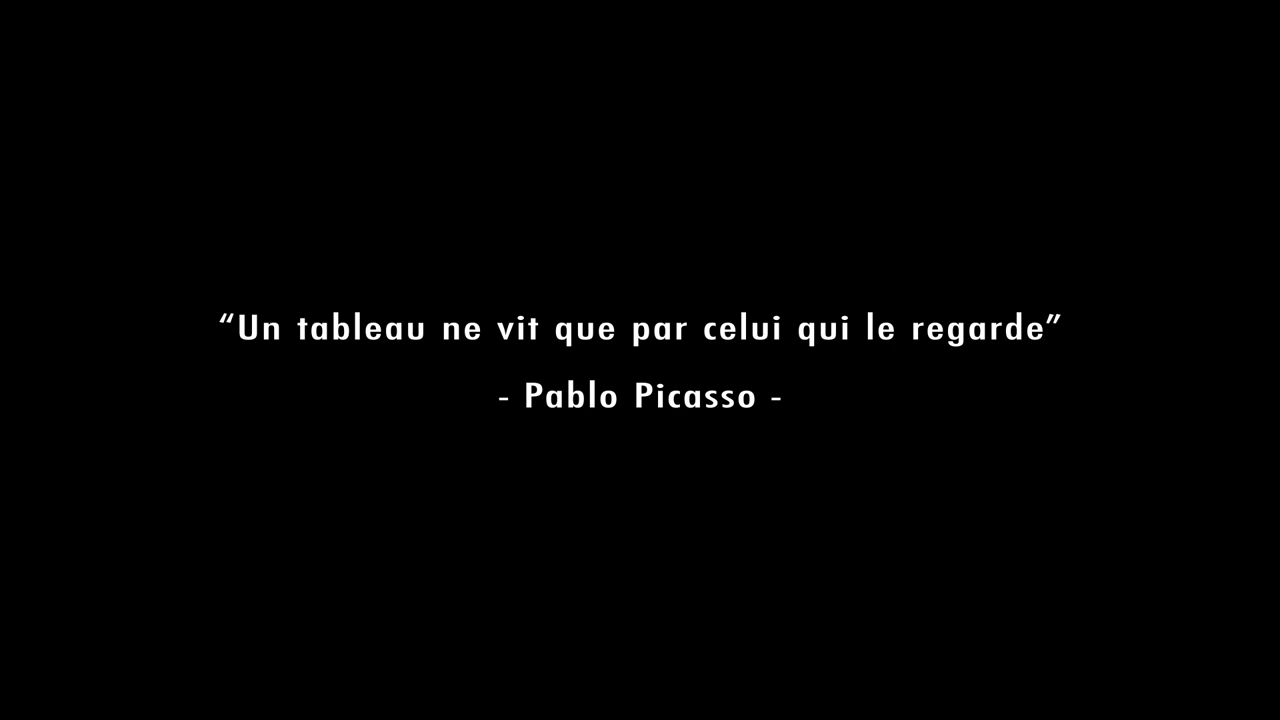 “Un tableau ne vit que par celui qui le regarde”
- Pablo Picasso -